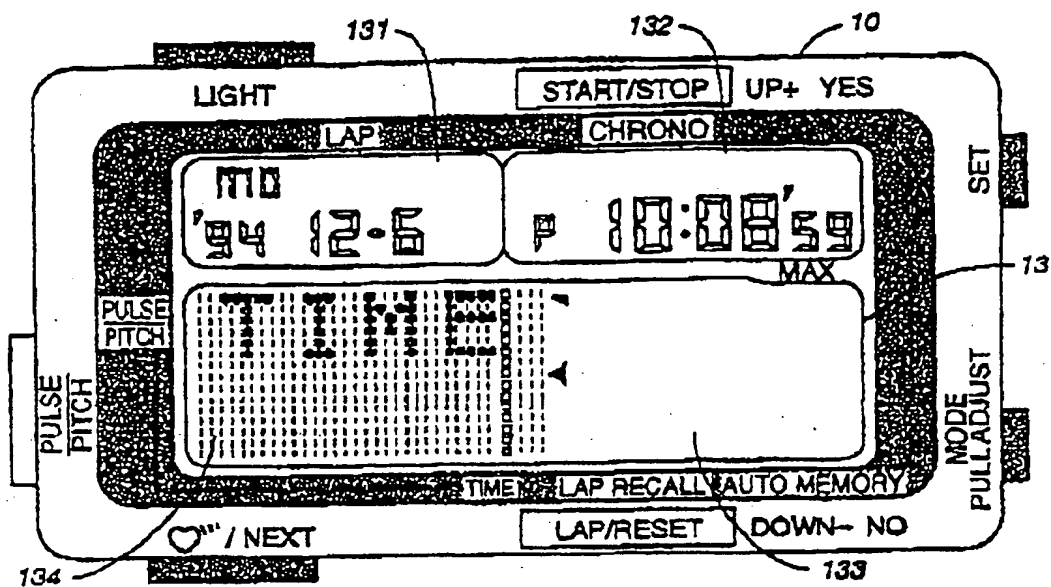 131
132
10
LIGHT
START/STOP UP+ YES
LAP
CHRONO
MO
'94 12-6
P 10:08'59
SET
MAX
13
PULSE
PITCH
TIME
PULSE
PITCH
MODE
PULL/ADJUST
TIME LAP RECALL AUTO MEMORY
♡''' / NEXT
LAP/RESET DOWN- NO
134
133